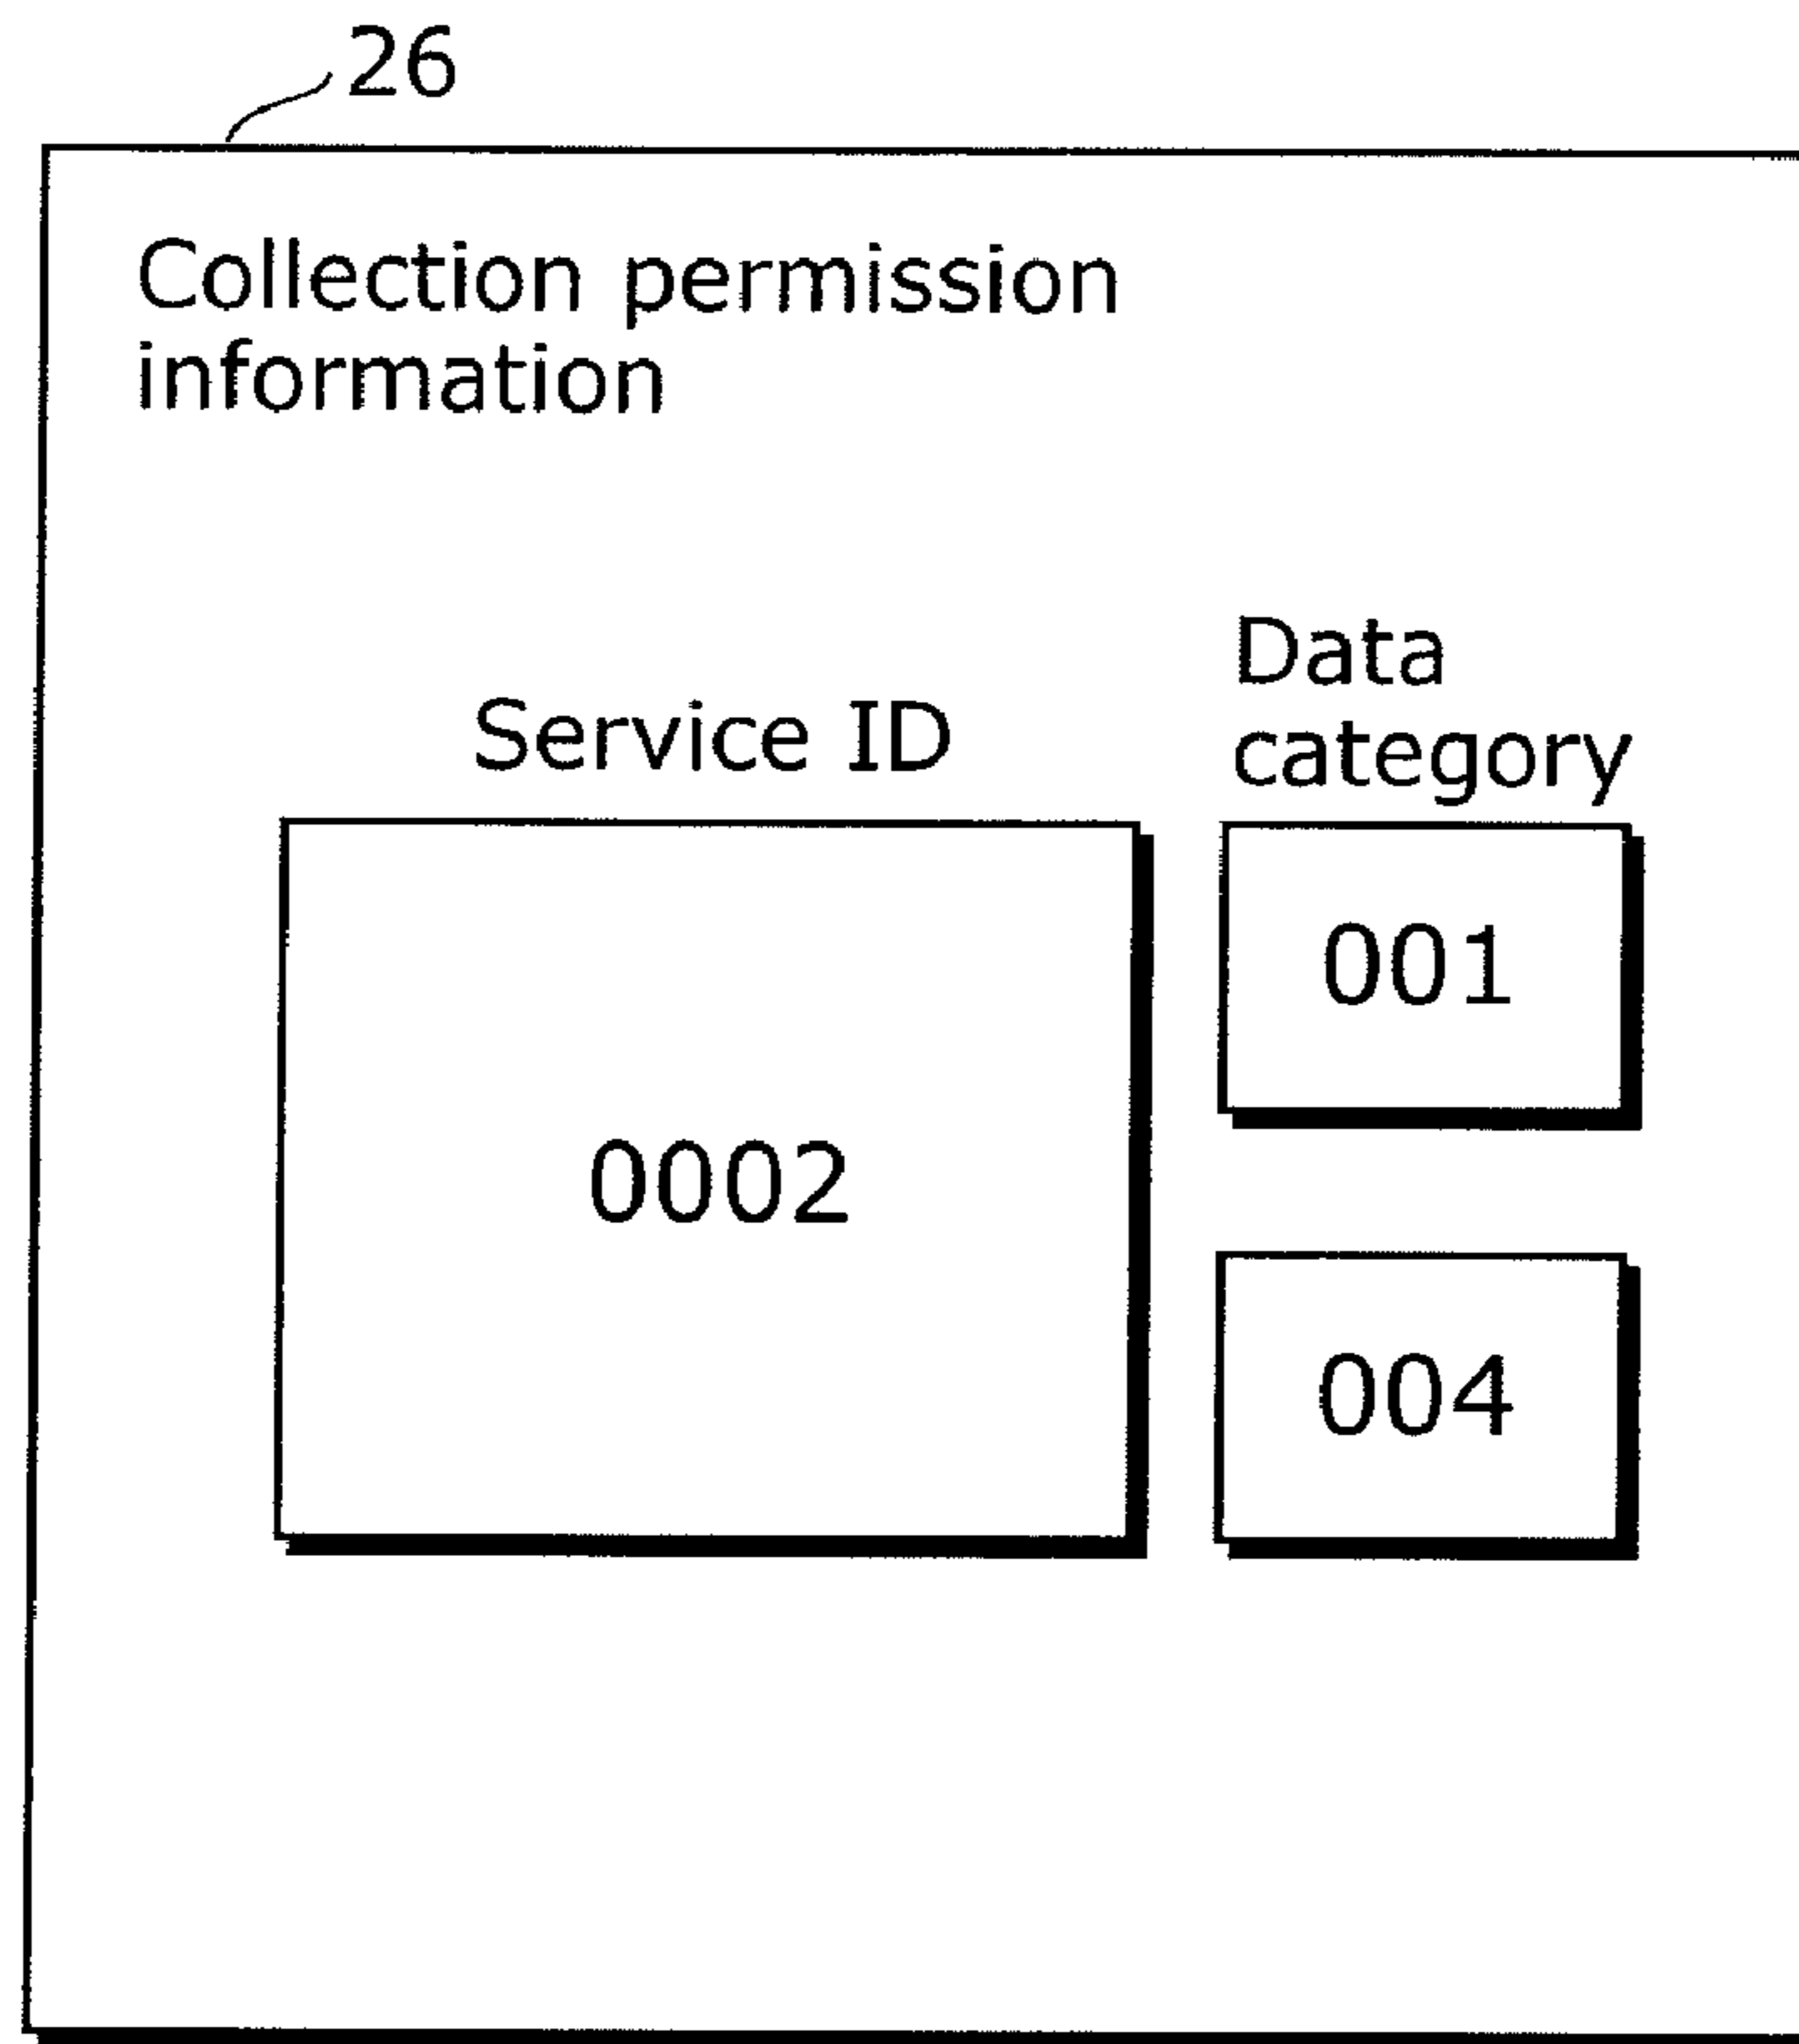 26
Collection permission
information
Service ID
Data
category
0002
001
004